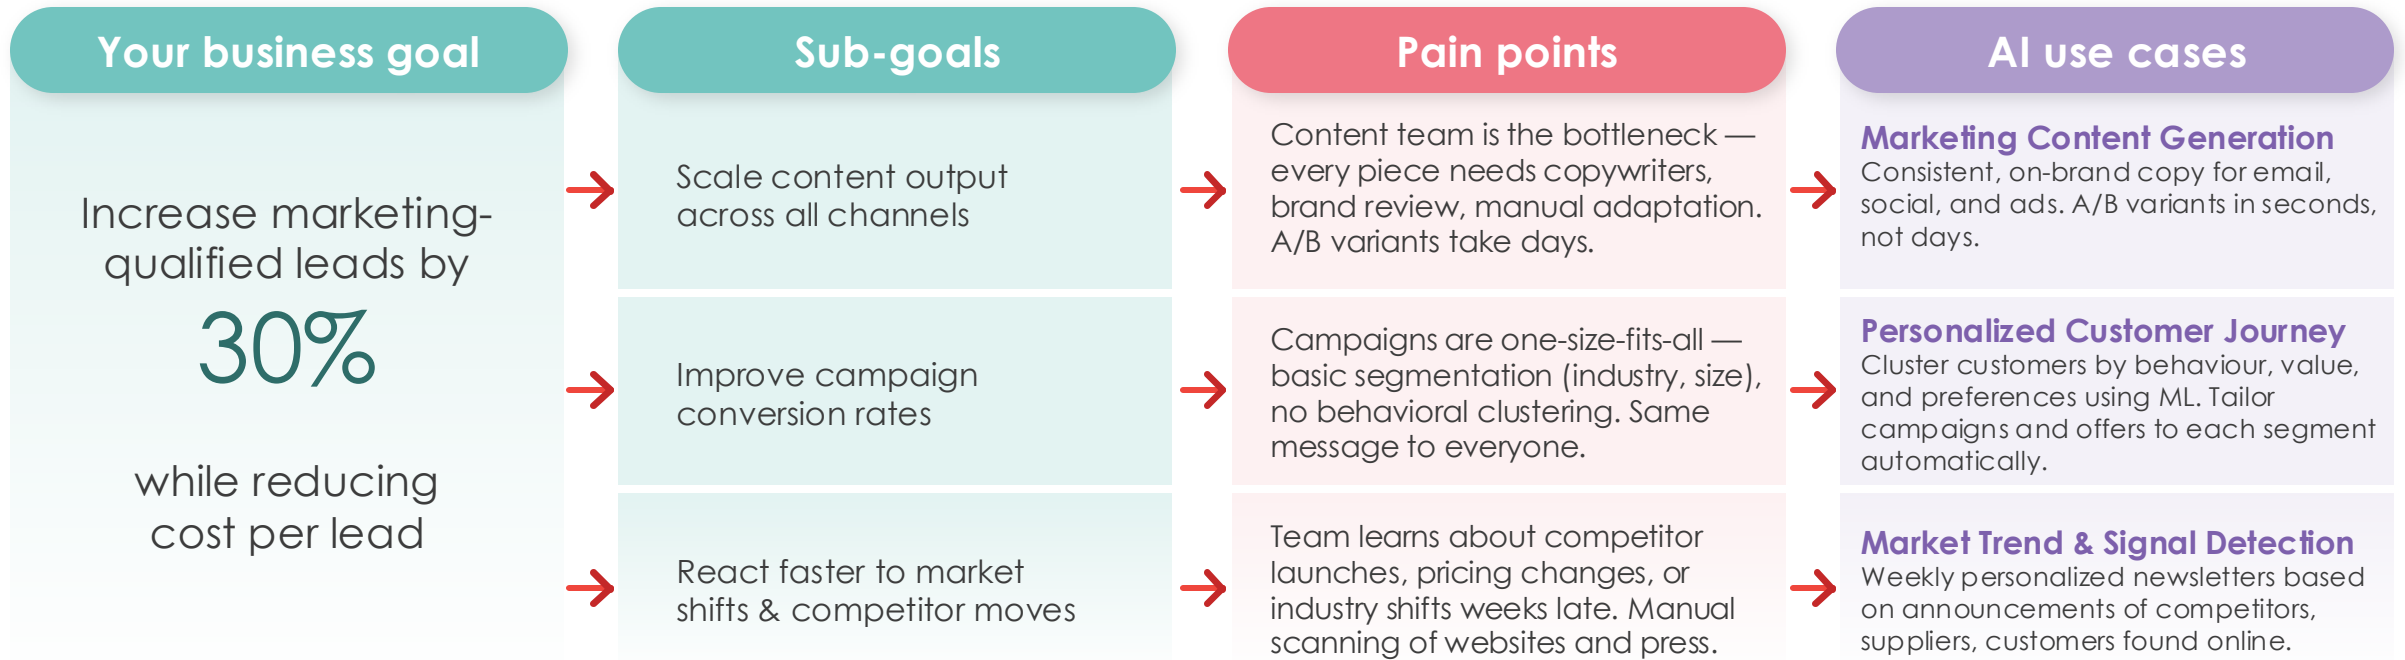 Your business goal
Sub-goals
Pain points
AI use cases
Increase marketing-
qualified leads by
30%
while reducing
cost per lead
Scale content output
across all channels
Content team is the bottleneck —
every piece needs copywriters,
brand review, manual adaptation.
A/B variants take days.
Marketing Content Generation
Consistent, on-brand copy for email,
social, and ads. A/B variants in seconds,
not days.
Improve campaign
conversion rates
Campaigns are one-size-fits-all —
basic segmentation (industry, size),
no behavioral clustering. Same
message to everyone.
Personalized Customer Journey
Cluster customers by behaviour, value,
and preferences using ML. Tailor
campaigns and offers to each segment
automatically.
React faster to market
shifts & competitor moves
Team learns about competitor
launches, pricing changes, or
industry shifts weeks late. Manual
scanning of websites and press.
Market Trend & Signal Detection
Weekly personalized newsletters based
on announcements of competitors,
suppliers, customers found online.